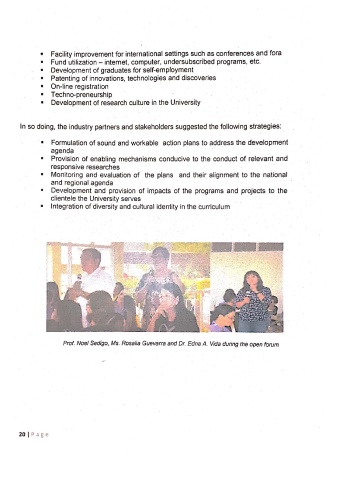 • Facility improvement for international settings such as conferences and fora
• Fund utilization – internet, computer, undersubscribed programs, etc.
• Development of graduates for self-employment
• Patenting of innovations, technologies and discoveries
• On-line registration
• Techno-preneurship
• Development of research culture in the University
In so doing, the industry partners and stakeholders suggested the following strategies:
• Formulation of sound and workable action plans to address the development
agenda
• Provision of enabling mechanisms conducive to the conduct of relevant and
responsive researches
• Monitoring and evaluation of the plans and their alignment to the national
and regional agenda
• Development and provision of impacts of the programs and projects to the
clientele the University serves
• Integration of diversity and cultural identity in the curriculum
Prof. Noel Sedigo, Ms. Rosalia Guevarra and Dr. Edna A. Vida during the open forum
20 | Page